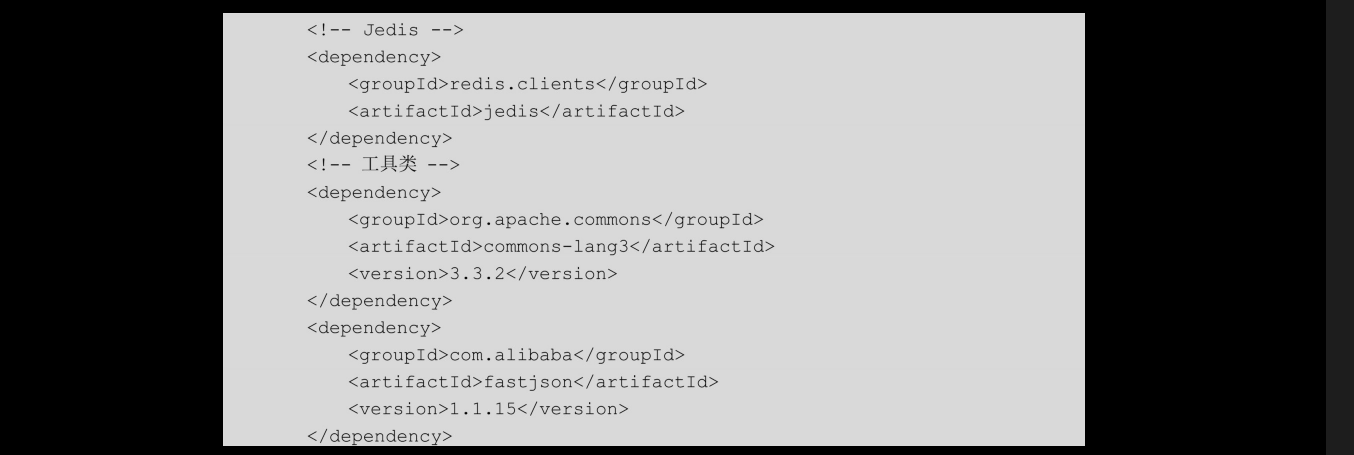 <!-- Jedis -->
<dependency>
<groupId>redis.clients</groupId>
<artifactId>jedis</artifactId>
</dependency>
<!-- 工具类 -->
<dependency>
<groupId>org.apache.commons</groupId>
<artifactId>commons-lang3</artifactId>
<version>3.3.2</version>
</dependency>
<dependency>
<groupId>com.alibaba</groupId>
<artifactId>fastjson</artifactId>
<version>1.1.15</version>
</dependency>